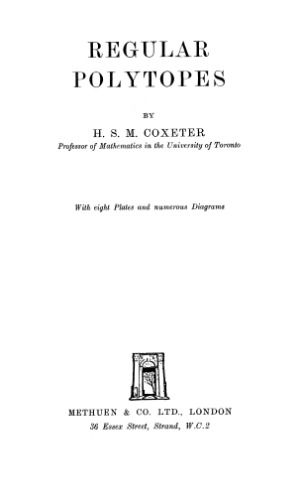 REGULAR
POLYTOPES
BY
H. S. M. COXETER
Professor of Mathematics in the University of Toronto
With eight Plates and numerous Diagrams
METHUEN & CO. LTD., LONDON
36 Essex Street, Strand, W.C.2